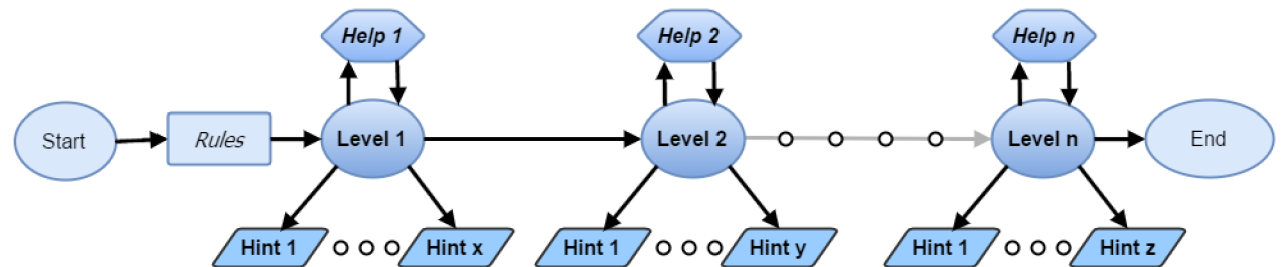 Help 1
Help 2
Help n
Start
Rules
Level 1
Level 2
Level n
End
Hint 1
Hint x
Hint 1
Hint y
Hint 1
Hint z